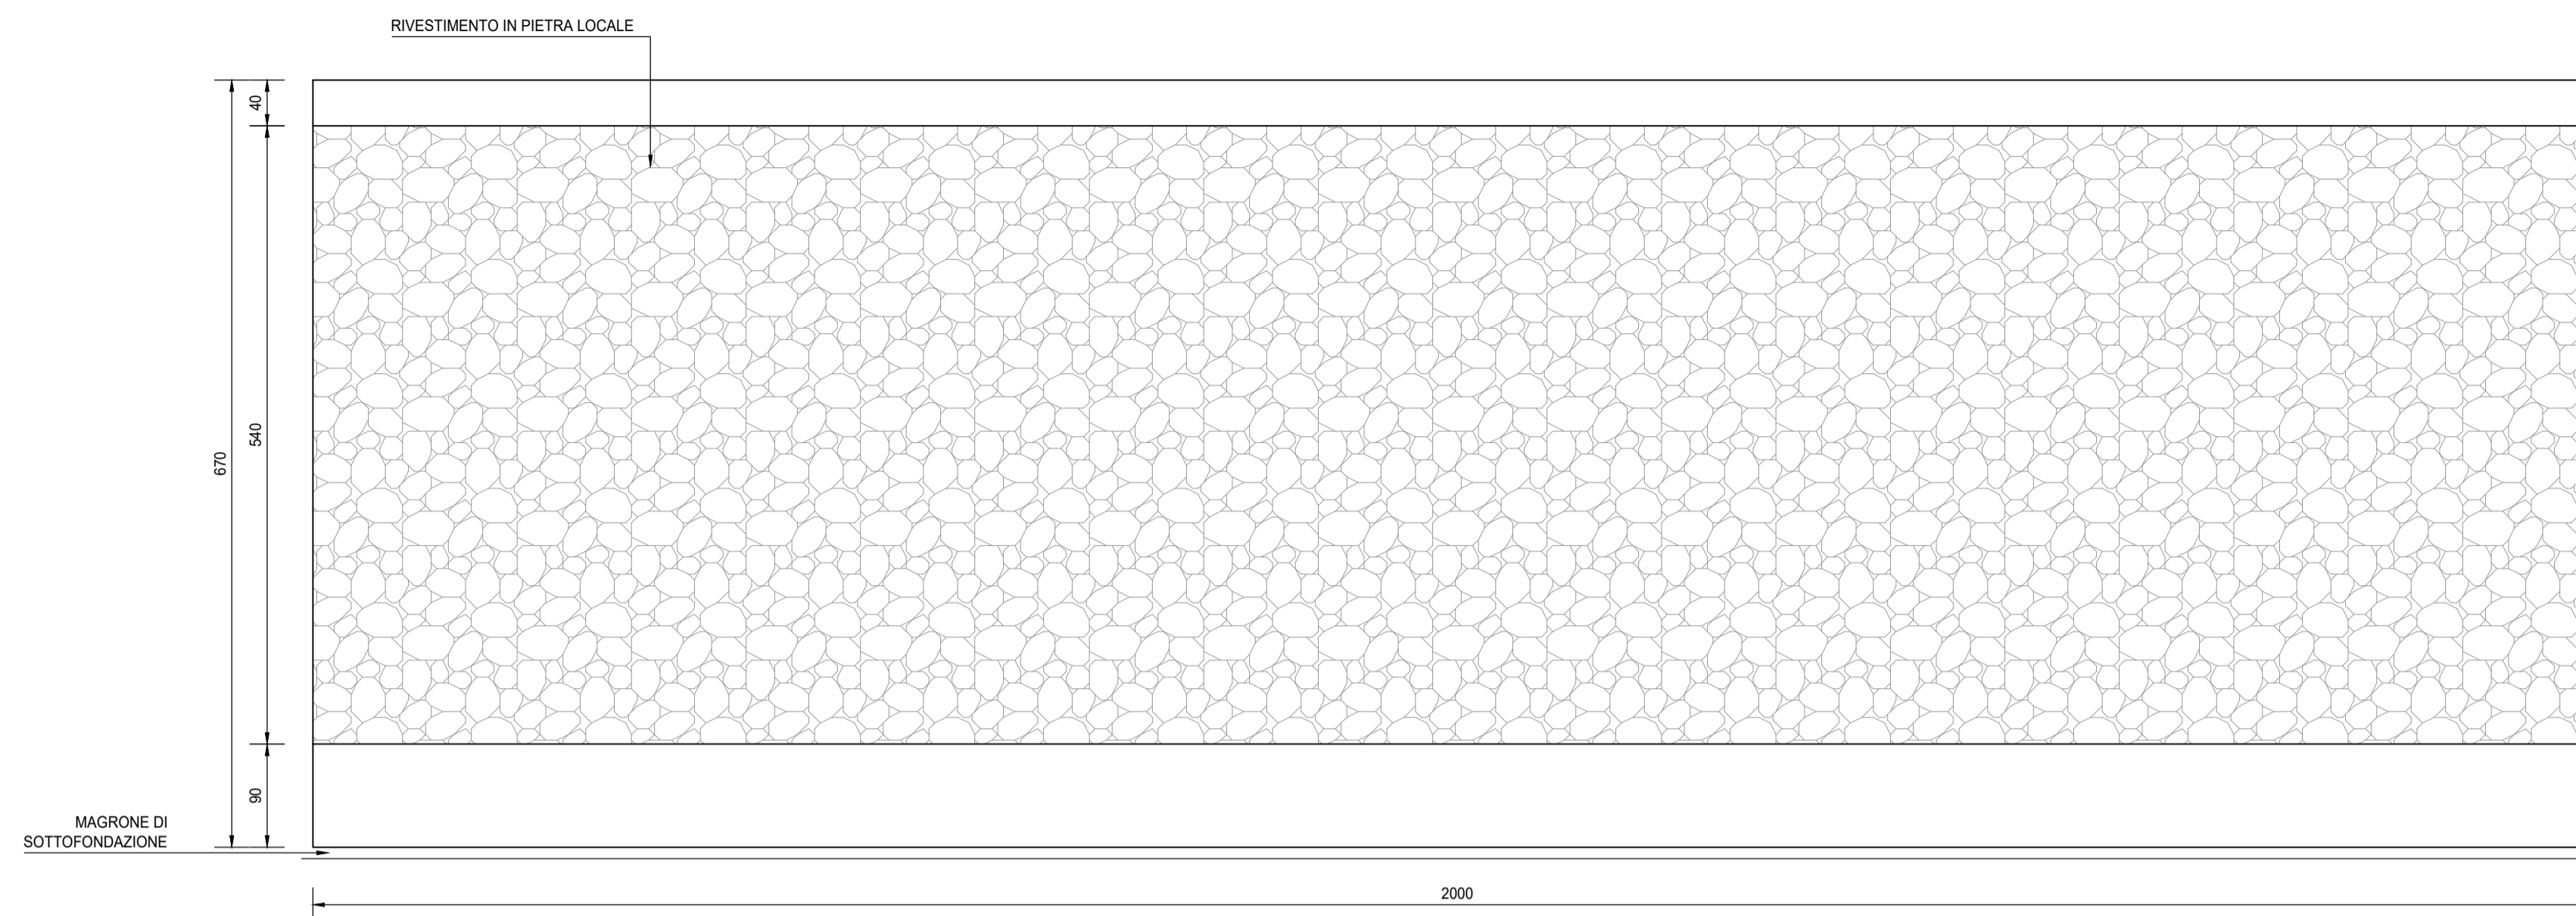 RIVESTIMENTO IN PIETRA LOCALE
40
540
670
90
MAGRONE DI
SOTTOFONDAZIONE
2000